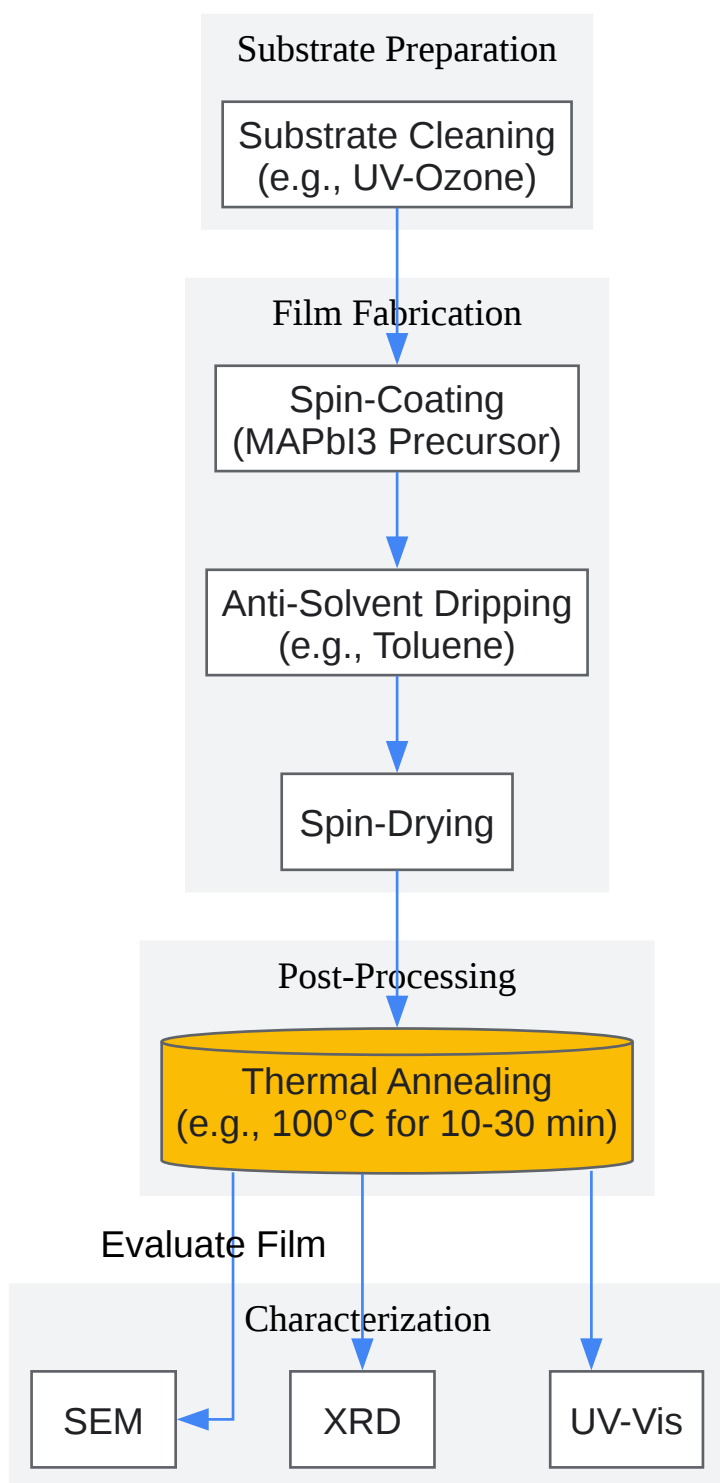 Substrate Preparation
Substrate Cleaning
(e.g., UV-Ozone)
Film Fabrication
Spin-Coating
(MAPbI3 Precursor)
Anti-Solvent Dripping
(e.g., Toluene)
Spin-Drying
Post-Processing
Thermal Annealing
(e.g., 100°C for 10-30 min)
Evaluate Film
Characterization
SEM
XRD
UV-Vis